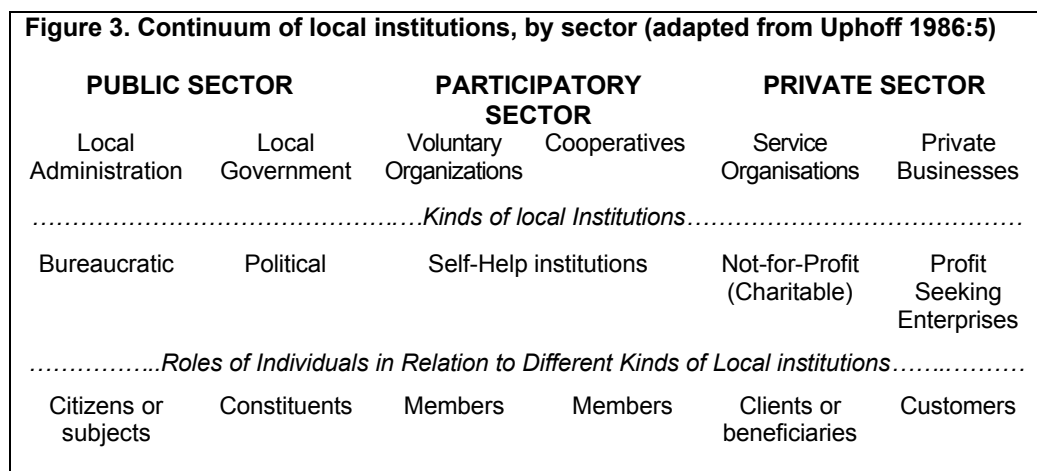 Figure 3. Continuum of local institutions, by sector (adapted from Uphoff 1986:5)
PUBLIC SECTOR PARTICIPATORY PRIVATE SECTOR
SECTOR
Local Local Voluntary Cooperatives Service Private
Administration Government Organizations Organisations Businesses
……………………………………….….Kinds of local Institutions……………………………………
Bureaucratic Political Self-Help institutions Not-for-Profit Profit
(Charitable) Seeking
Enterprises
……………..Roles of Individuals in Relation to Different Kinds of Local institutions……..………
Citizens or Constituents Members Members Clients or Customers
subjects beneficiaries